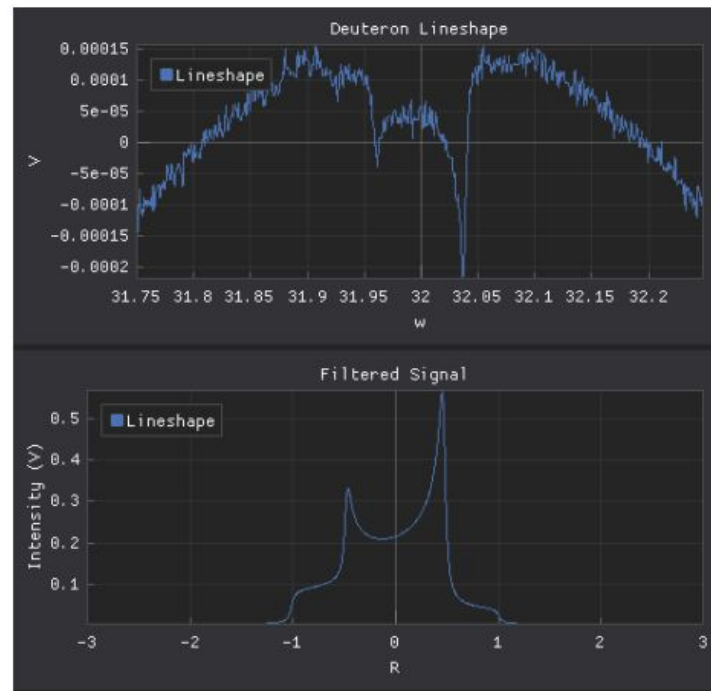 Deuteron Lineshape
Lineshape
V
0.00015
0.0001
5e-05
0
-5e-05
-0.0001
-0.00015
-0.0002
31.75 31.8 31.85 31.9 31.95 32 32.05 32.1 32.15 32.2
w
Filtered Signal
Lineshape
Intensity (V)
0.5
0.4
0.3
0.2
0.1
-3 -2 -1 0 1 2 3
R